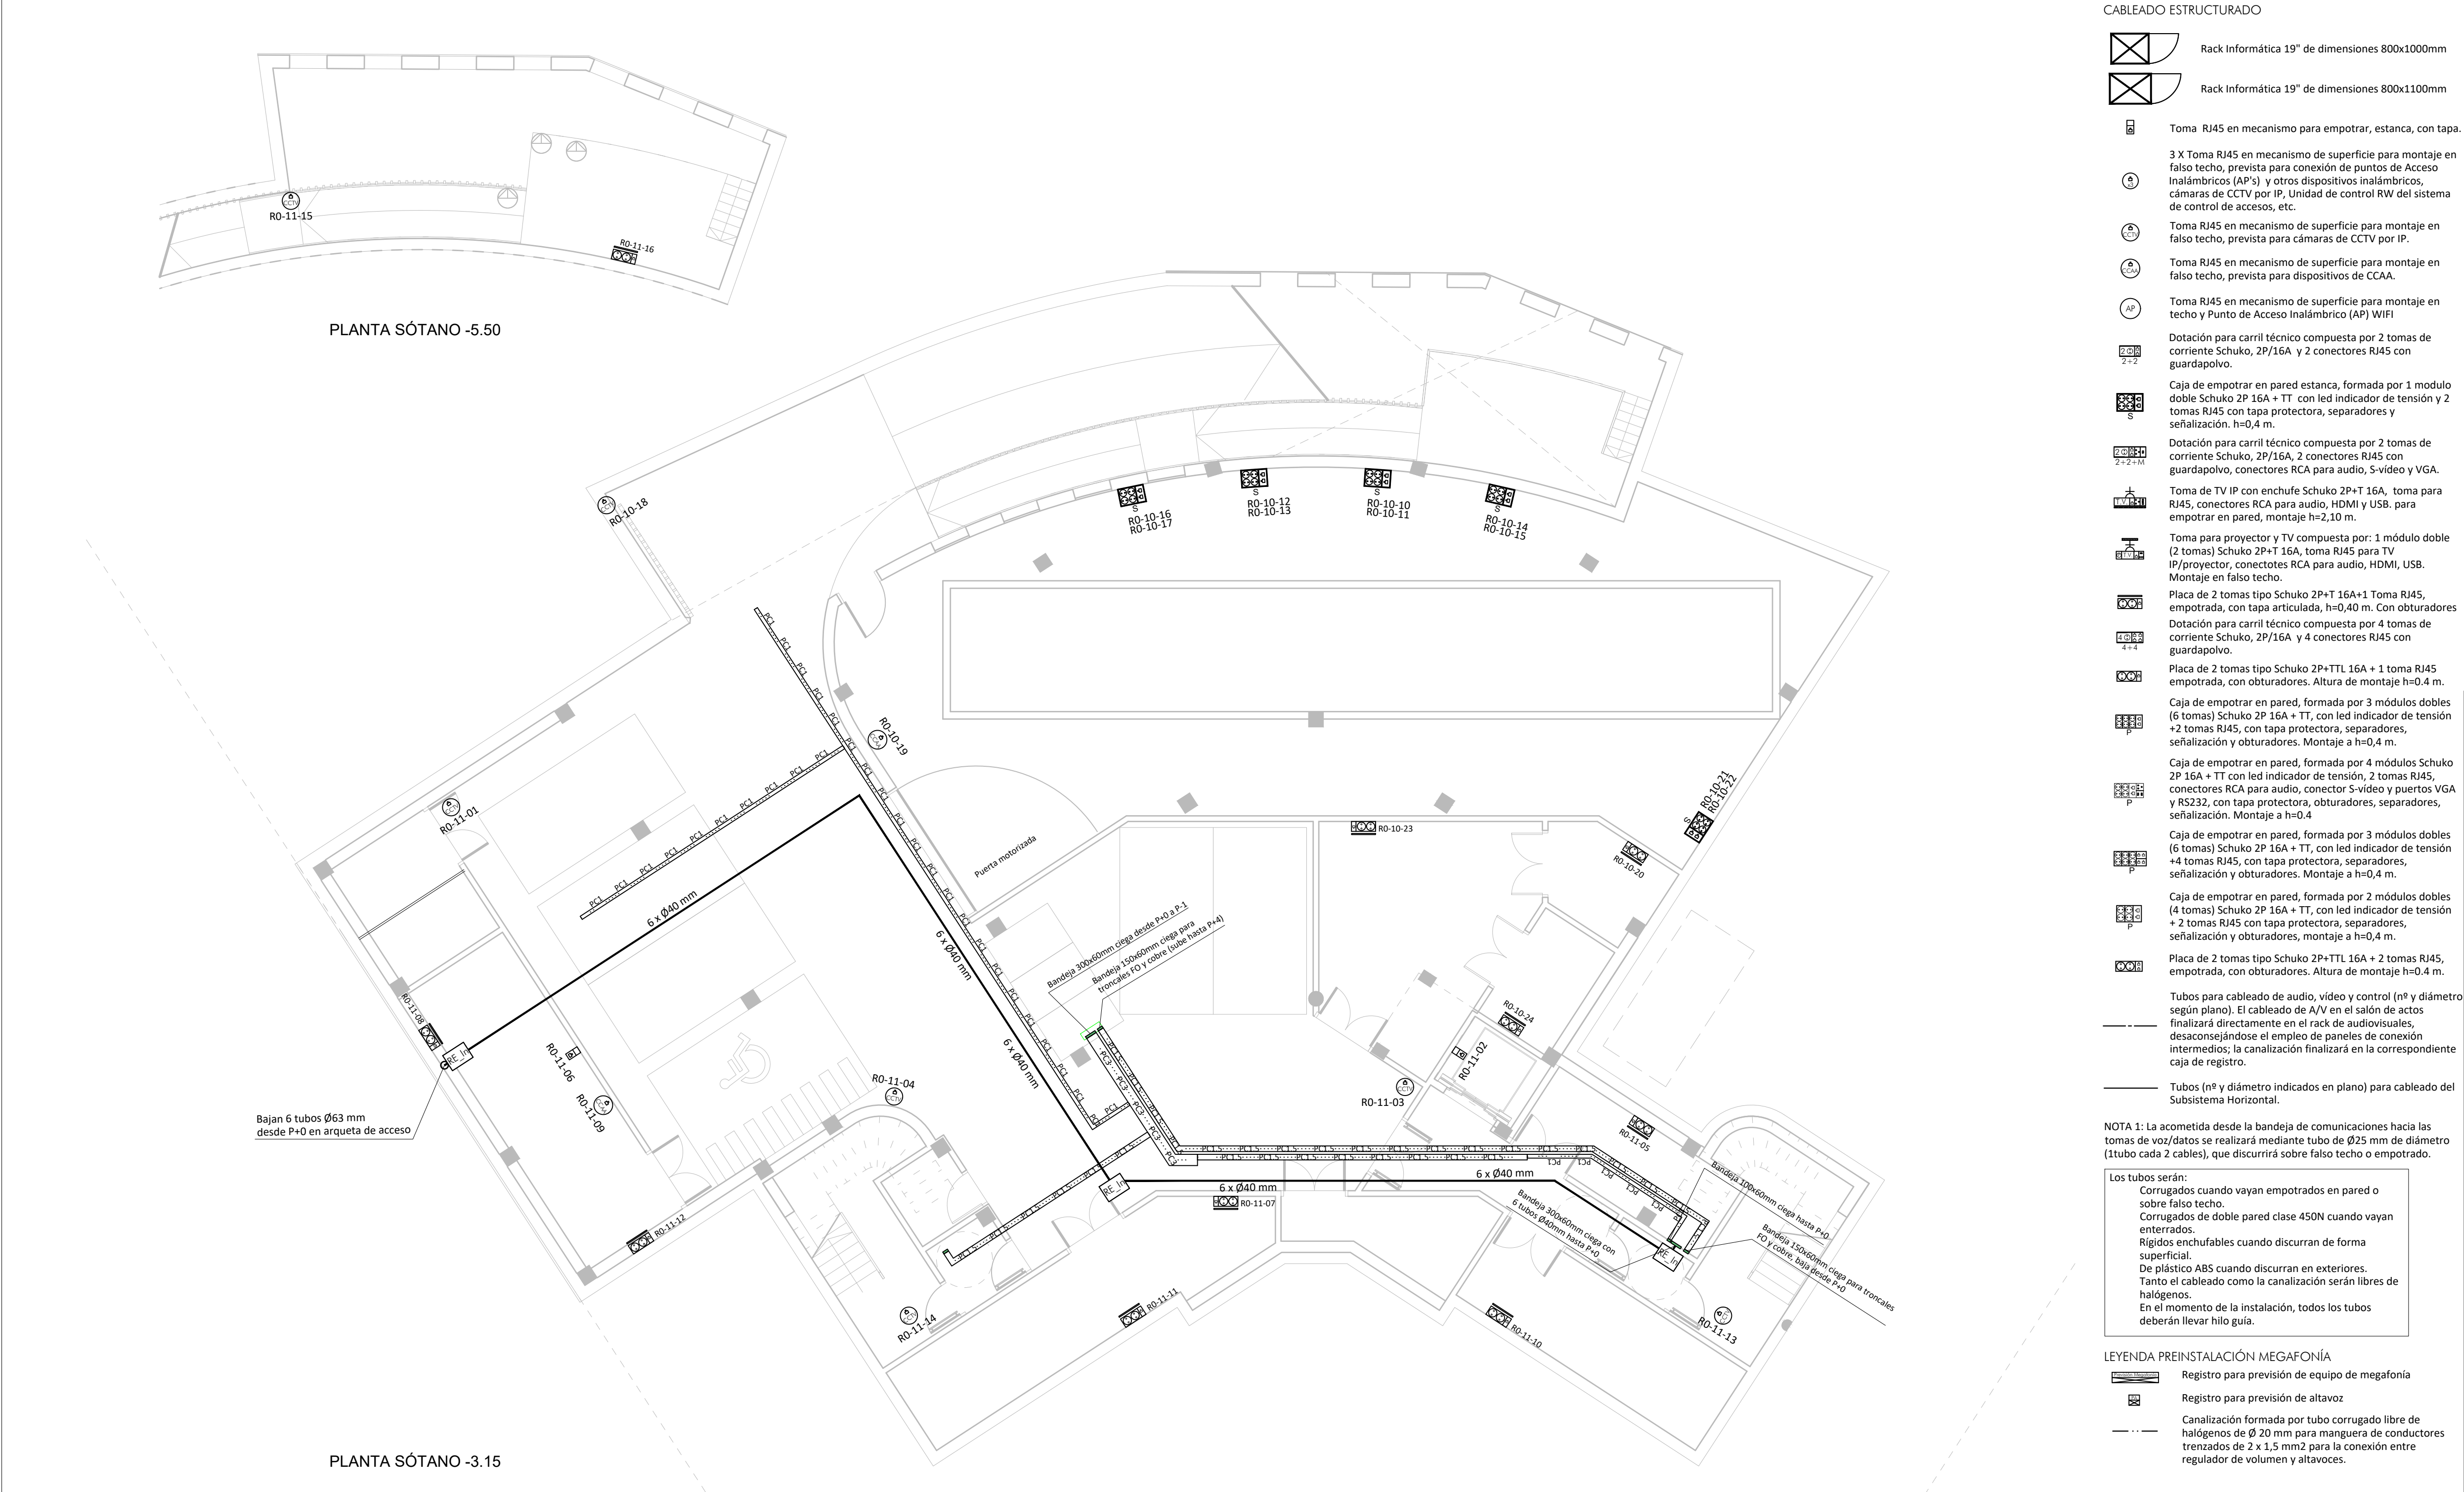 R0-11-15
R0-11-16
PLANTA SÓTANO -5.50
R0-10-18
R0-10-16
R0-10-17
S
R0-10-12
R0-10-13
S
R0-10-10
R0-10-11
S
R0-10-14
R0-10-15
S
R0-10-19
CCAA
R0-11-01
CCTV
R0-10-21
R0-10-22
S
R0-10-23
R0-10-20
Puerta motorizada
6 x Ø40 mm
6 x Ø40 mm
6 x Ø40 mm
Bandeja 300x60mm ciega desde P+0 a P-1
Bandeja 150x60mm ciega para
troncales FO y cobre (sube hasta P+4)
R0-10-24
R0-11-02
R0-11-03
R0-11-04
R0-11-05
R0-11-08
RE_In
R0-11-06
R0-11-09
Bajan 6 tubos Ø63 mm
desde P+0 en arqueta de acceso
RE_In
6 x Ø40 mm
6 x Ø40 mm
R0-11-07
R0-11-12
R0-11-14
R0-11-11
R0-11-10
R0-11-13
RE_In
Bandeja 100x60mm ciega hasta P+0
Bandeja 300x60mm ciega con
6 tubos Ø40mm hasta P+0
Bandeja 150x60mm ciega para troncales
FO y cobre, baja desde P+0
PC1
PC1.5
PC3
PLANTA SÓTANO -3.15
CABLEADO ESTRUCTURADO
Rack Informática 19" de dimensiones 800x1000mm
Rack Informática 19" de dimensiones 800x1100mm
Toma RJ45 en mecanismo para empotrar, estanca, con tapa.
3 X Toma RJ45 en mecanismo de superficie para montaje en
falso techo, prevista para conexión de puntos de Acceso
Inalámbricos (AP's) y otros dispositivos inalámbricos,
cámaras de CCTV por IP, Unidad de control RW del sistema
de control de accesos, etc.
CCTV
Toma RJ45 en mecanismo de superficie para montaje en
falso techo, prevista para cámaras de CCTV por IP.
CCAA
Toma RJ45 en mecanismo de superficie para montaje en
falso techo, prevista para dispositivos de CCAA.
AP
Toma RJ45 en mecanismo de superficie para montaje en
techo y Punto de Acceso Inalámbrico (AP) WIFI
2+2
Dotación para carril técnico compuesta por 2 tomas de
corriente Schuko, 2P/16A y 2 conectores RJ45 con
guardapolvo.
S
Caja de empotrar en pared estanca, formada por 1 modulo
doble Schuko 2P 16A + TT con led indicador de tensión y 2
tomas RJ45 con tapa protectora, separadores y
señalización. h=0,4 m.
2+2+M
Dotación para carril técnico compuesta por 2 tomas de
corriente Schuko, 2P/16A, 2 conectores RJ45 con
guardapolvo, conectores RCA para audio, S-vídeo y VGA.
Toma de TV IP con enchufe Schuko 2P+T 16A, toma para
RJ45, conectores RCA para audio, HDMI y USB. para
empotrar en pared, montaje h=2,10 m.
Toma para proyector y TV compuesta por: 1 módulo doble
(2 tomas) Schuko 2P+T 16A, toma RJ45 para TV
IP/proyector, conectotes RCA para audio, HDMI, USB.
Montaje en falso techo.
Placa de 2 tomas tipo Schuko 2P+T 16A+1 Toma RJ45,
empotrada, con tapa articulada, h=0,40 m. Con obturadores
4+4
Dotación para carril técnico compuesta por 4 tomas de
corriente Schuko, 2P/16A y 4 conectores RJ45 con
guardapolvo.
Placa de 2 tomas tipo Schuko 2P+TTL 16A + 1 toma RJ45
empotrada, con obturadores. Altura de montaje h=0.4 m.
P
Caja de empotrar en pared, formada por 3 módulos dobles
(6 tomas) Schuko 2P 16A + TT, con led indicador de tensión
+2 tomas RJ45, con tapa protectora, separadores,
señalización y obturadores. Montaje a h=0,4 m.
P
Caja de empotrar en pared, formada por 4 módulos Schuko
2P 16A + TT con led indicador de tensión, 2 tomas RJ45,
conectores RCA para audio, conector S-vídeo y puertos VGA
y RS232, con tapa protectora, obturadores, separadores,
señalización. Montaje a h=0.4
P
Caja de empotrar en pared, formada por 3 módulos dobles
(6 tomas) Schuko 2P 16A + TT, con led indicador de tensión
+4 tomas RJ45, con tapa protectora, separadores,
señalización y obturadores. Montaje a h=0,4 m.
P
Caja de empotrar en pared, formada por 2 módulos dobles
(4 tomas) Schuko 2P 16A + TT, con led indicador de tensión
+ 2 tomas RJ45 con tapa protectora, separadores,
señalización y obturadores, montaje a h=0,4 m.
Placa de 2 tomas tipo Schuko 2P+TTL 16A + 2 tomas RJ45,
empotrada, con obturadores. Altura de montaje h=0.4 m.
Tubos para cableado de audio, vídeo y control (nº y diámetro
según plano). El cableado de A/V en el salón de actos
finalizará directamente en el rack de audiovisuales,
desaconsejándose el empleo de paneles de conexión
intermedios; la canalización finalizará en la correspondiente
caja de registro.
Tubos (nº y diámetro indicados en plano) para cableado del
Subsistema Horizontal.
NOTA 1: La acometida desde la bandeja de comunicaciones hacia las
tomas de voz/datos se realizará mediante tubo de Ø25 mm de diámetro
(1tubo cada 2 cables), que discurrirá sobre falso techo o empotrado.
Los tubos serán:
Corrugados cuando vayan empotrados en pared o
sobre falso techo.
Corrugados de doble pared clase 450N cuando vayan
enterrados.
Rígidos enchufables cuando discurran de forma
superficial.
De plástico ABS cuando discurran en exteriores.
Tanto el cableado como la canalización serán libres de
halógenos.
En el momento de la instalación, todos los tubos
deberán llevar hilo guía.
LEYENDA PREINSTALACIÓN MEGAFONÍA
Registro para previsión de equipo de megafonía
Registro para previsión de altavoz
Canalización formada por tubo corrugado libre de
halógenos de Ø 20 mm para manguera de conductores
trenzados de 2 x 1,5 mm2 para la conexión entre
regulador de volumen y altavoces.